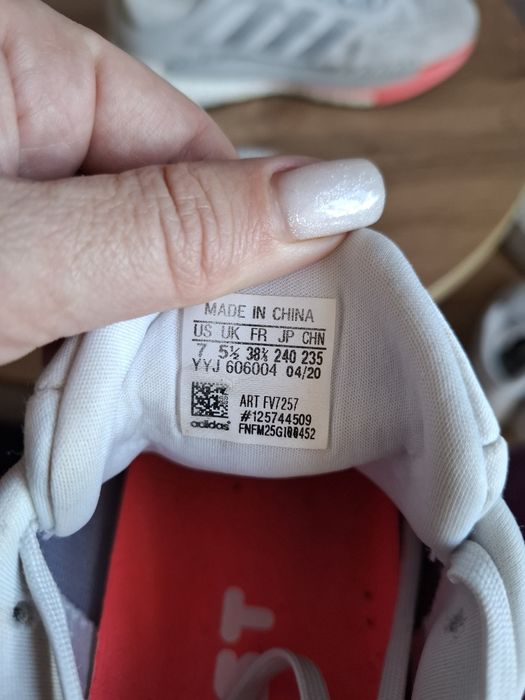 MADE IN CHINA
US UK FR JP CHN
7 5½ 38⅔ 240 235
YYJ 606004 04/20
ART FV7257
#125744509
adidas
ST